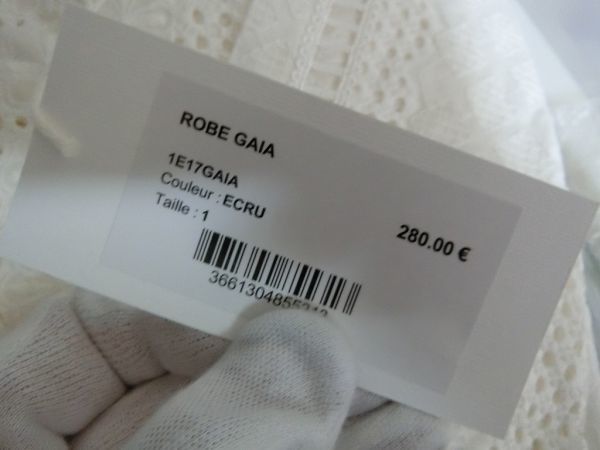 ROBE GAIA
1E17GAIA
Couleur : ECRU
Taille : 1
280.00 €